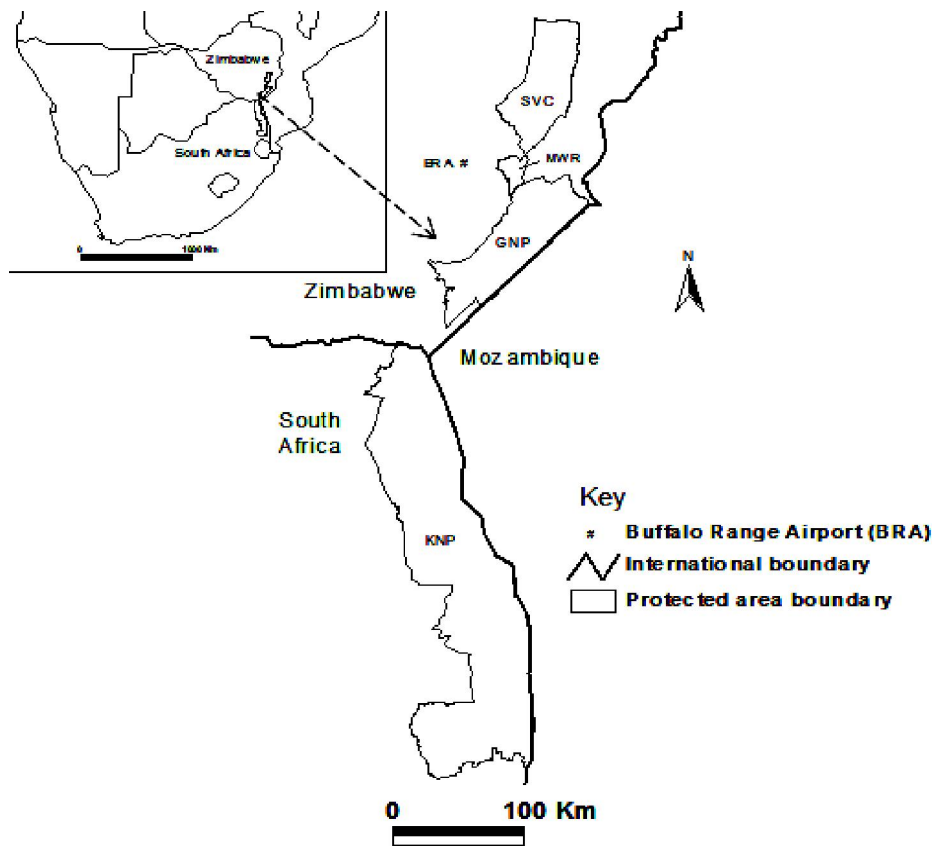 Zimbabwe
South Africa
0 1000 Km
SVC
BRA #
MWR
GNP
Zimbabwe
N
Mozambique
South
Africa
KNP
Key
# Buffalo Range Airport (BRA)
International boundary
Protected area boundary
0 100 Km